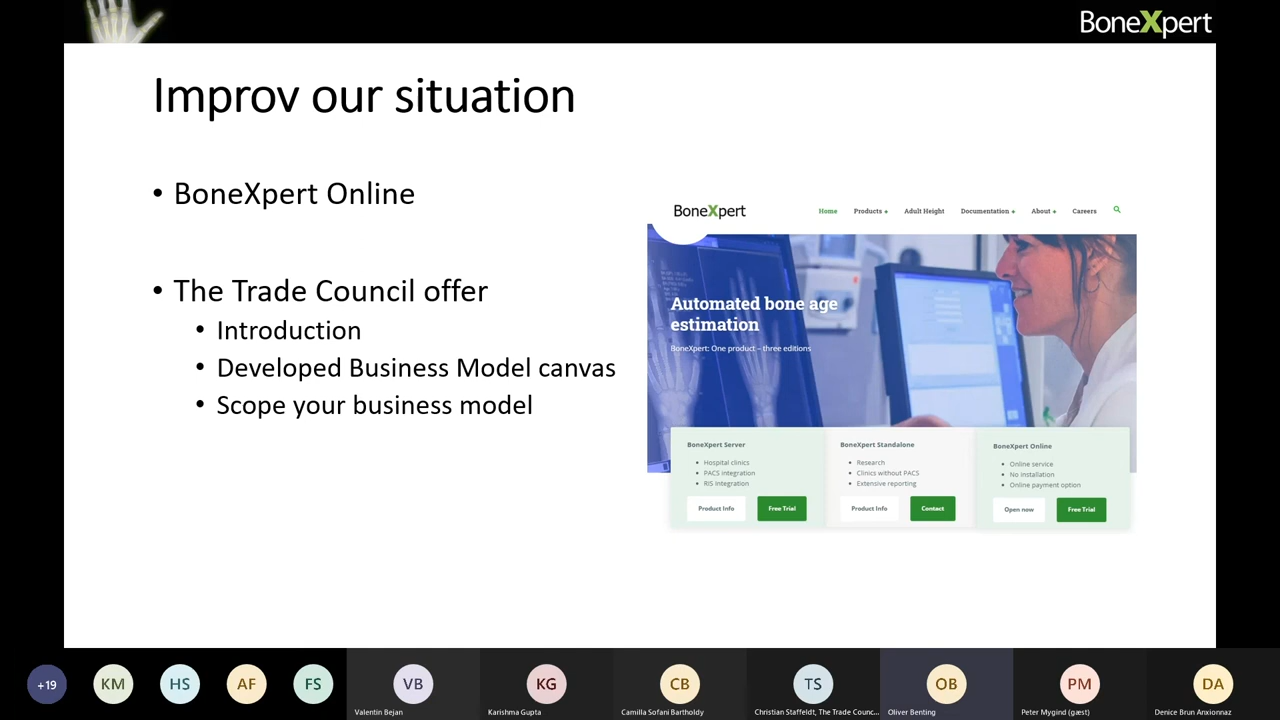 BoneXpert
Improv our situation
• BoneXpert Online
• The Trade Council offer
• Introduction
• Developed Business Model canvas
• Scope your business model
BoneXpert
Home Products + Adult Height Documentation + About + Careers
Automated bone age
estimation
BoneXpert: One product – three editions
BoneXpert Server
• Hospital clinics
• PACS integration
• RIS integration
Product Info Free Trial
BoneXpert Standalone
• Research
• Clinics without PACS
• Extensive reporting
Product Info Contact
BoneXpert Online
• Online service
• No installation
• Online payment option
Open now Free Trial
+19 KM HS AF FS VB KG CB TS OB PM DA
Valentin Bejan Karishma Gupta Camilla Sofani Bartholdy Christian Staffeldt, The Trade Counc... Oliver Benting Peter Mygind (gæst) Denice Brun Anxionnaz